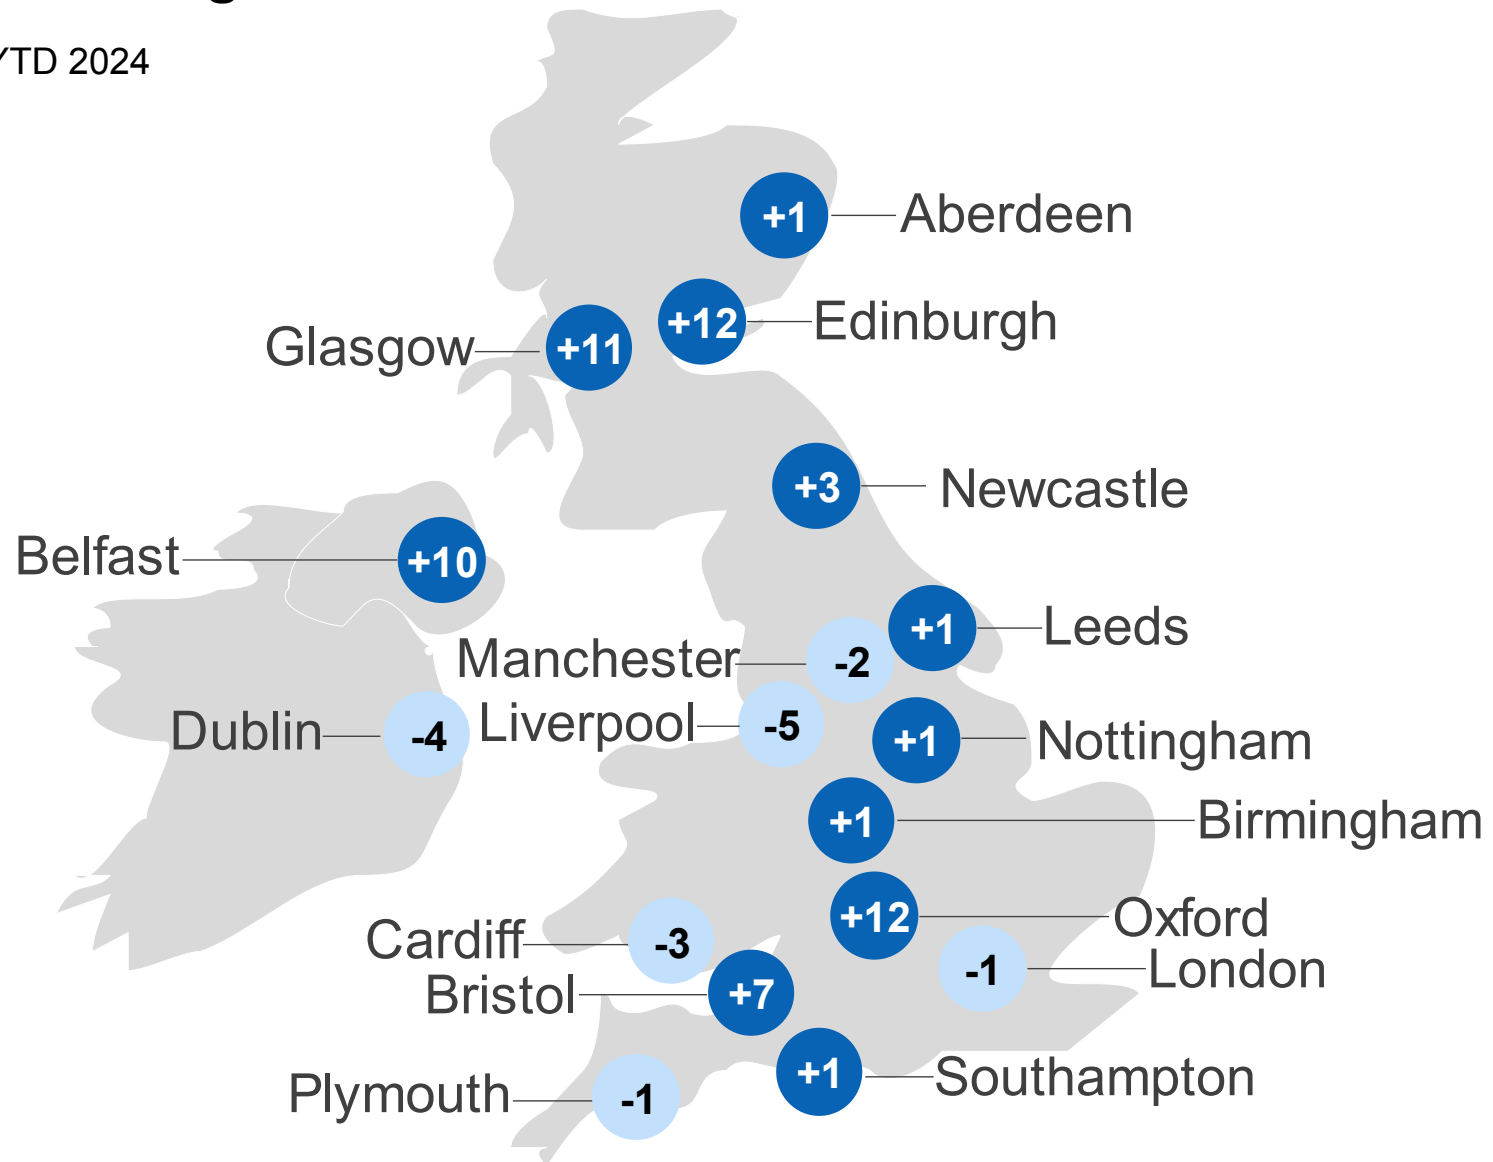 YTD 2024
+1 Aberdeen
+12 Edinburgh
Glasgow +11
+3 Newcastle
Belfast +10
+1 Leeds
Manchester -2
Liverpool -5
Dublin -4
+1 Nottingham
+1 Birmingham
+12 Oxford
Cardiff -3
-1 London
Bristol +7
+1 Southampton
Plymouth -1